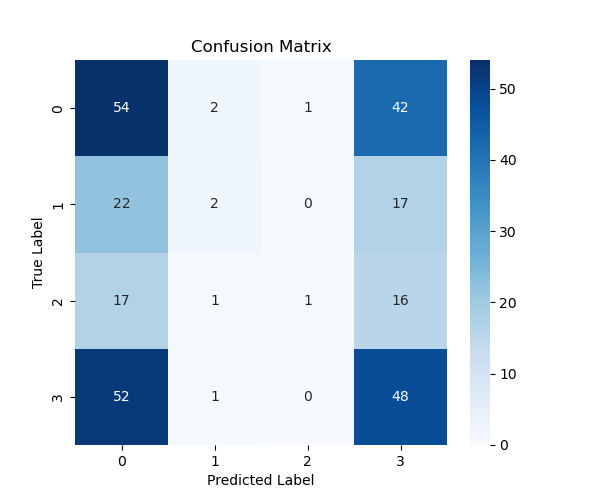 Confusion Matrix
True Label
0 54 2 1 42
1 22 2 0 17
2 17 1 1 16
3 52 1 0 48
0 1 2 3
Predicted Label
50
40
30
20
10
0